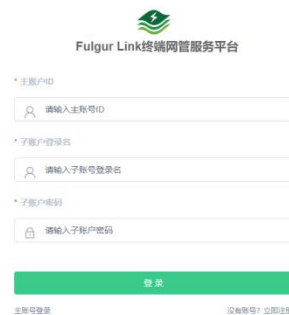 Fulgur Link终端网管服务平台
* 主账户ID
请输入主账号ID
* 子账户登录名
请输入子账号登录名
* 子账户密码
请输入子账户密码
登录
主账号登录 没有账号？立即注册